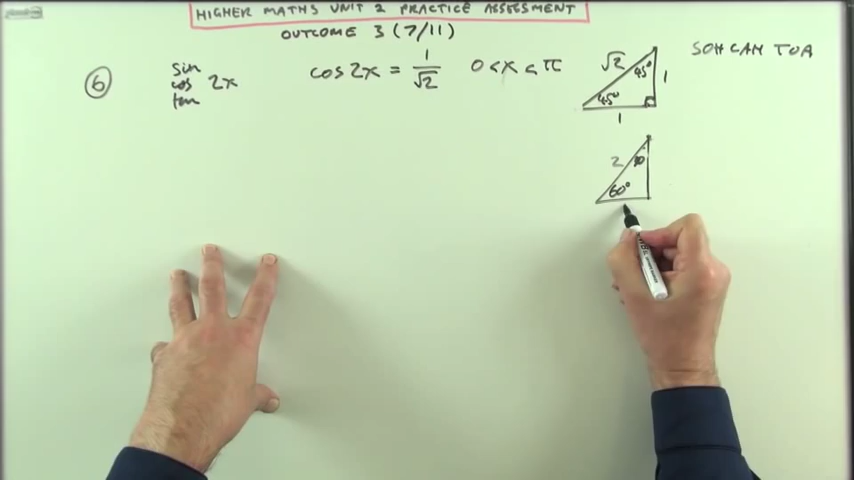 HIGHER MATHS UNIT 2 PRACTICE ASSESSMENT
OUTCOME 3 (7/11)
6 sin cos tan 2x cos 2x = 1/√2 0 < x < π
√2 45° 45° 1 1
SOH CAH TOA
2 30 60°